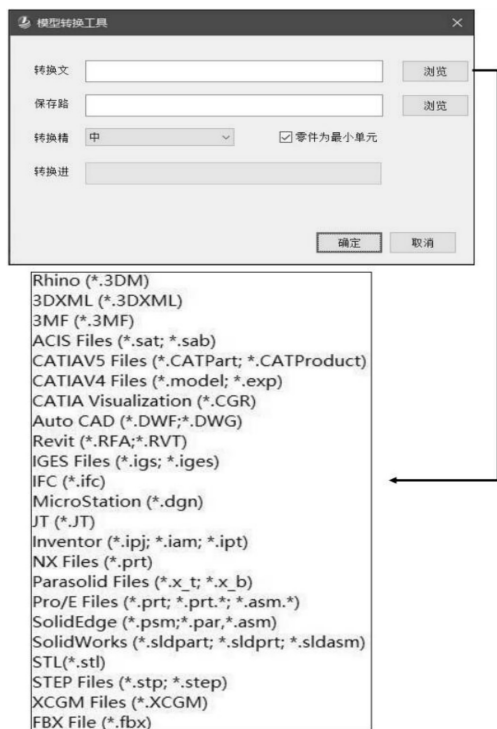 模型转换工具
转换文
浏览
保存路
浏览
转换精
中
零件为最小单元
转换进
确定
取消
Rhino (*.3DM)
3DXML (*.3DXML)
3MF (*.3MF)
ACIS Files (*.sat; *.sab)
CATIAV5 Files (*.CATPart; *.CATProduct)
CATIAV4 Files (*.model; *.exp)
CATIA Visualization (*.CGR)
Auto CAD (*.DWF;*.DWG)
Revit (*.RFA;*.RVT)
IGES Files (*.igs; *.iges)
IFC (*.ifc)
MicroStation (*.dgn)
JT (*.JT)
Inventor (*.ipj; *.iam; *.ipt)
NX Files (*.prt)
Parasolid Files (*.x_t; *.x_b)
Pro/E Files (*.prt; *.prt.*; *.asm.*)
SolidEdge (*.psm;*.par,*.asm)
SolidWorks (*.sldpart; *.sldprt; *.sldasm)
STL(*.stl)
STEP Files (*.stp; *.step)
XCGM Files (*.XCGM)
FBX File (*.fbx)